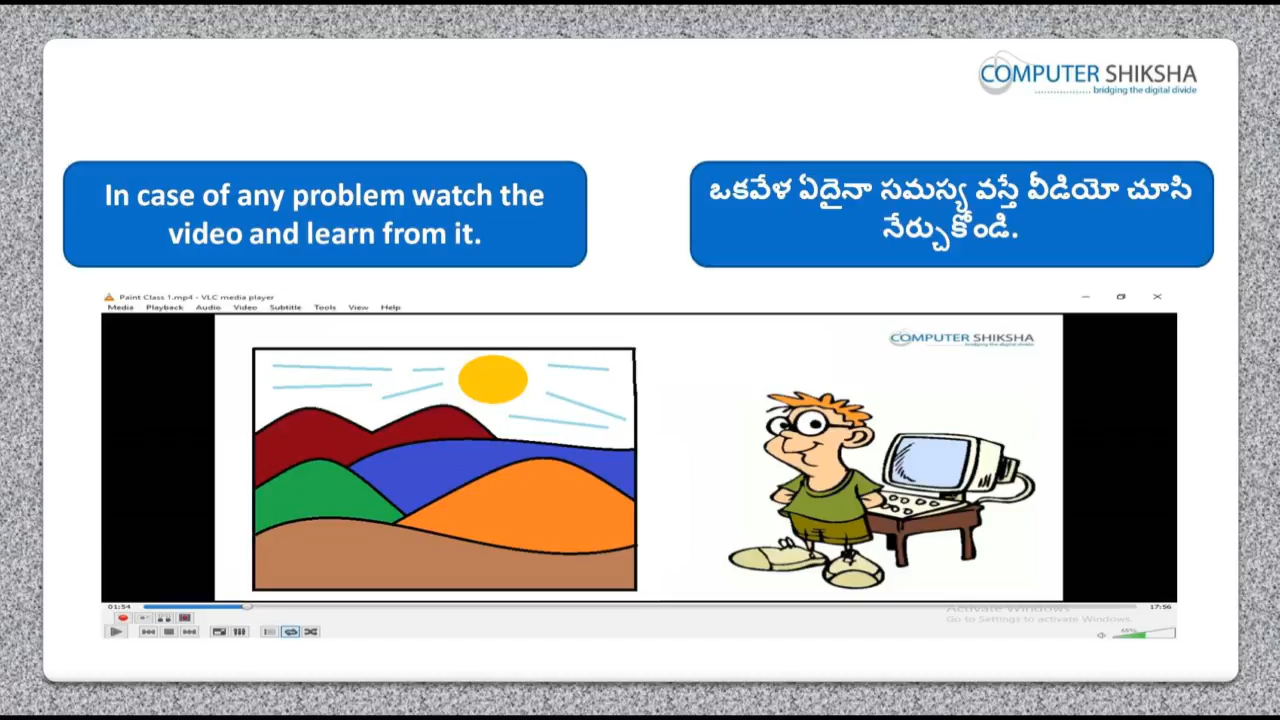 COMPUTER SHIKSHA
bridging the digital divide
In case of any problem watch the
video and learn from it.
ఒకవేళ ఏదైనా సమస్య వస్తే వీడియో చూసి
నేర్చుకోండి.
Paint Class 1.mp4 - VLC media player
Media Playback Audio Video Subtitle Tools View Help
COMPUTER SHIKSHA
bridging the digital divide
01:54
17:56
Activate Windows
Go to Settings to activate Windows.
65%